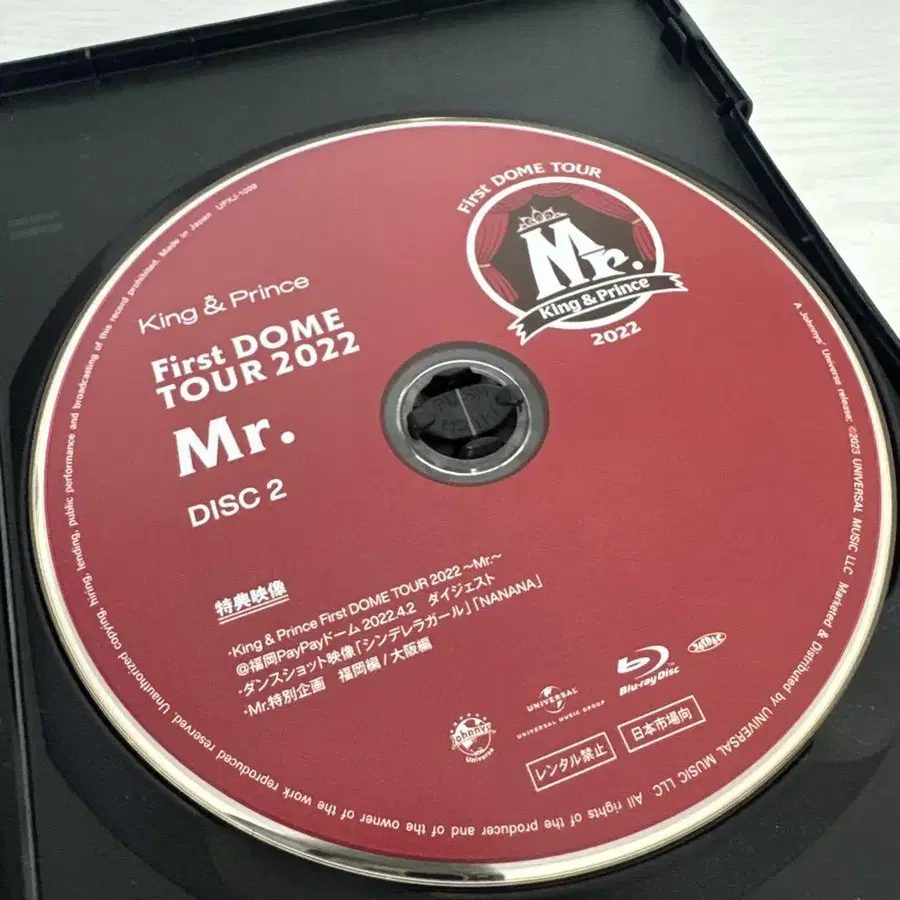 King & Prince
First DOME
TOUR 2022
Mr.
DISC 2
First DOME TOUR
Mr.
King & Prince
2022
特典映像
・King & Prince First DOME TOUR 2022 〜Mr.〜
@福岡PayPayドーム 2022.4.2 ダイジェスト
・ダンスショット映像「シンデレラガール」「NANANA」
・Mr.特別企画 福岡編 / 大阪編
Johnnys'
Universe
UNIVERSAL
UNIVERSAL MUSIC GROUP
Blu-ray Disc
レンタル禁止
日本市場向
A Johnnys' Universe release; ©2023 UNIVERSAL MUSIC LLC Marketed & Distributed by UNIVERSAL MUSIC LLC All rights of the producer and of the owner of the work reproduced reserved. Unauthorized copying, hiring, lending, public performance and broadcasting of this record prohibited. Made in Japan